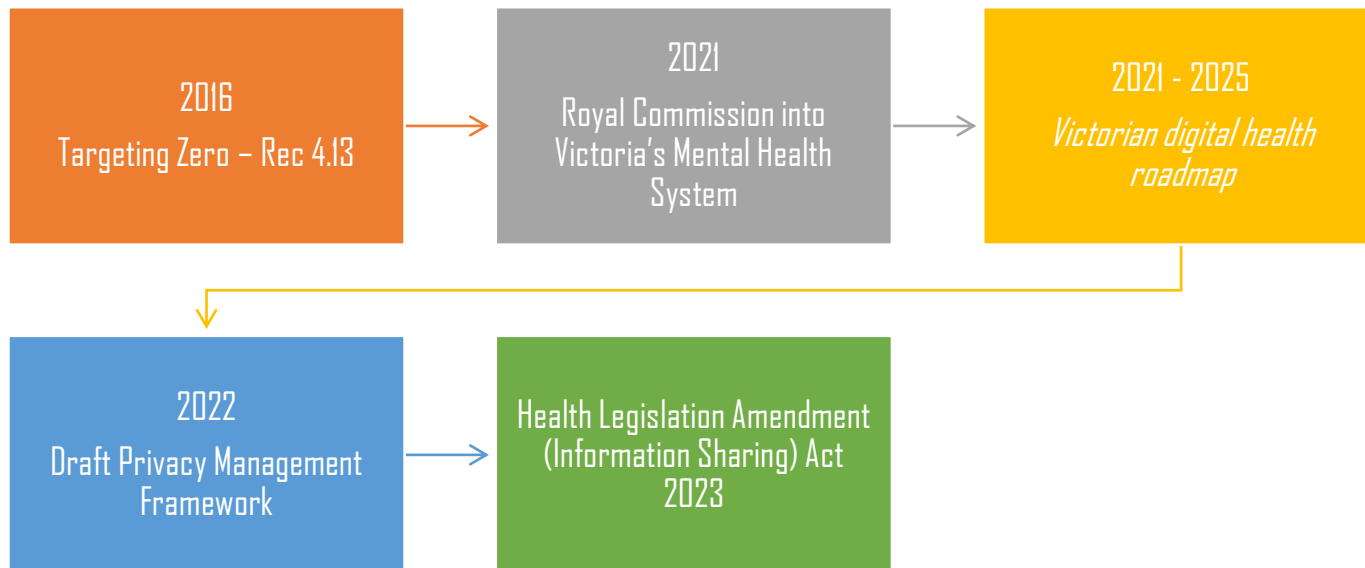 2016
Targeting Zero – Rec 4.13
2021
Royal Commission into
Victoria's Mental Health
System
2021 - 2025
Victorian digital health
roadmap
2022
Draft Privacy Management
Framework
Health Legislation Amendment
(Information Sharing) Act
2023